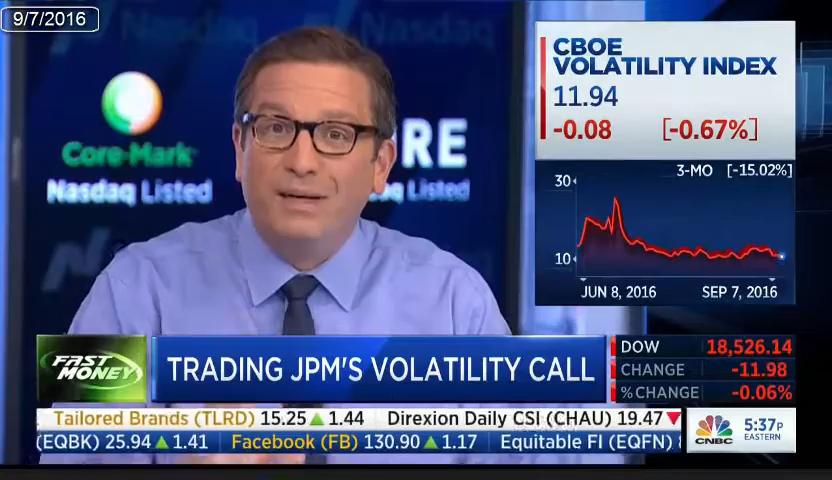 9/7/2016
Nasdaq
Nasdaq
Core-Mark
Nasdaq Listed
RE
Listed
CBOE
VOLATILITY INDEX
11.94
-0.08 [-0.67%]
3-MO [-15.02%]
30
10
JUN 8, 2016 SEP 7, 2016
FAST MONEY
TRADING JPM'S VOLATILITY CALL
DOW 18,526.14
CHANGE -11.98
%CHANGE -0.06%
Tailored Brands (TLRD) 15.25 ▲ 1.44 Direxion Daily CSI (CHAU) 19.47 ▼
(EQBK) 25.94 ▲ 1.41 Facebook (FB) 130.90 ▲ 1.17 Equitable FI (EQFN)
CNBC
5:37P
EASTERN